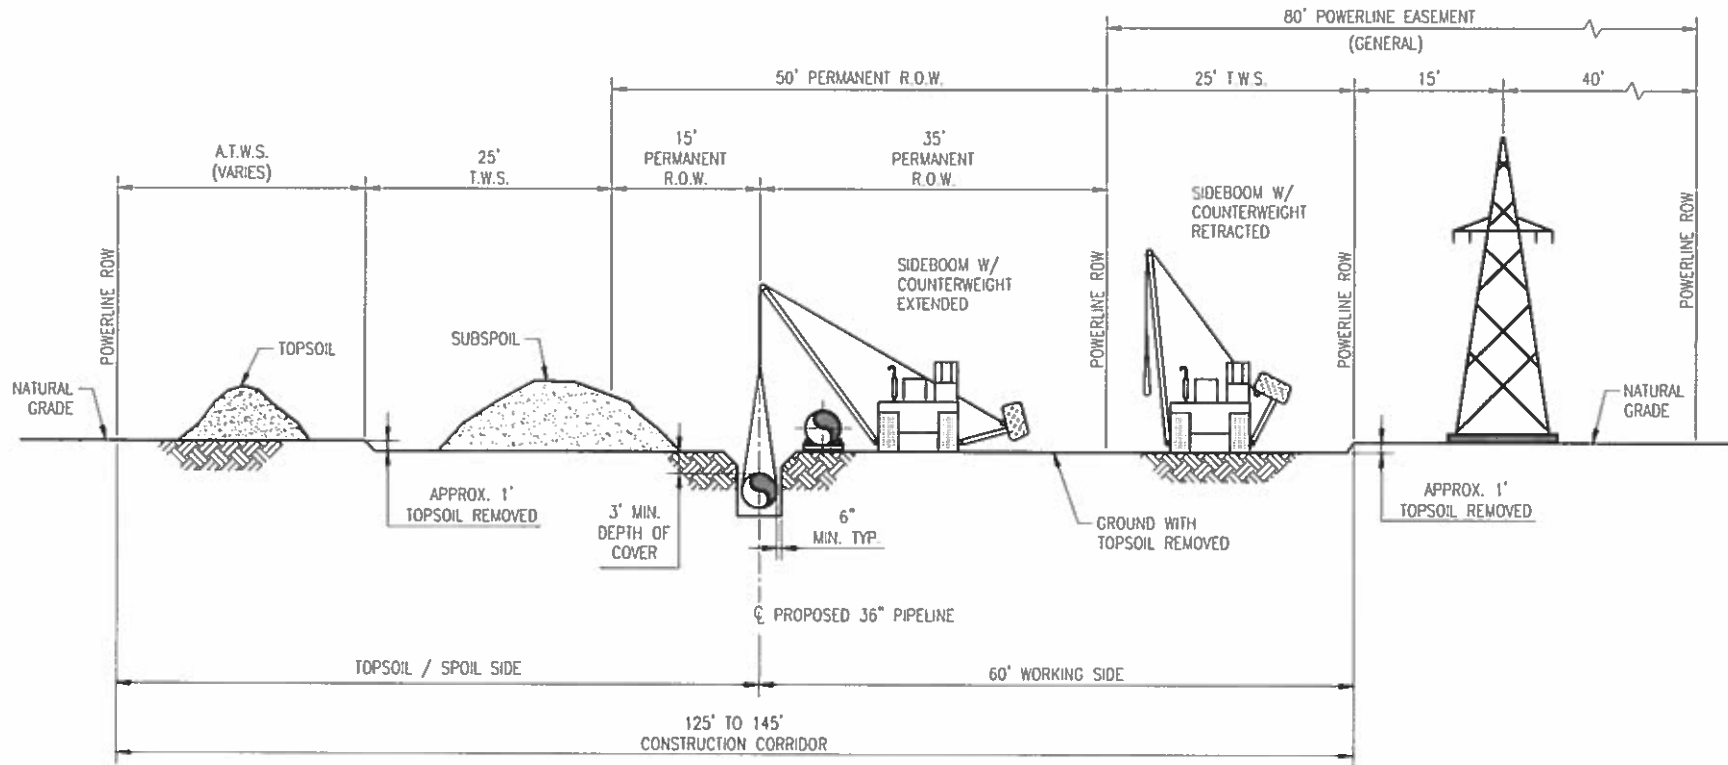 80' POWERLINE EASEMENT
(GENERAL)
50' PERMANENT R.O.W.
25' T.W.S.
15'
40'
A.T.W.S.
(VARIES)
25'
T.W.S.
15'
PERMANENT
R.O.W.
35'
PERMANENT
R.O.W.
SIDEBOOM W/
COUNTERWEIGHT
RETRACTED
SIDEBOOM W/
COUNTERWEIGHT
EXTENDED
POWERLINE ROW
POWERLINE ROW
POWERLINE ROW
POWERLINE ROW
TOPSOIL
SUBSPOIL
NATURAL
GRADE
NATURAL
GRADE
APPROX. 1'
TOPSOIL REMOVED
3' MIN.
DEPTH OF
COVER
6"
MIN. TYP.
GROUND WITH
TOPSOIL REMOVED
APPROX. 1'
TOPSOIL REMOVED
℄ PROPOSED 36" PIPELINE
TOPSOIL / SPOIL SIDE
60' WORKING SIDE
125' TO 145'
CONSTRUCTION CORRIDOR